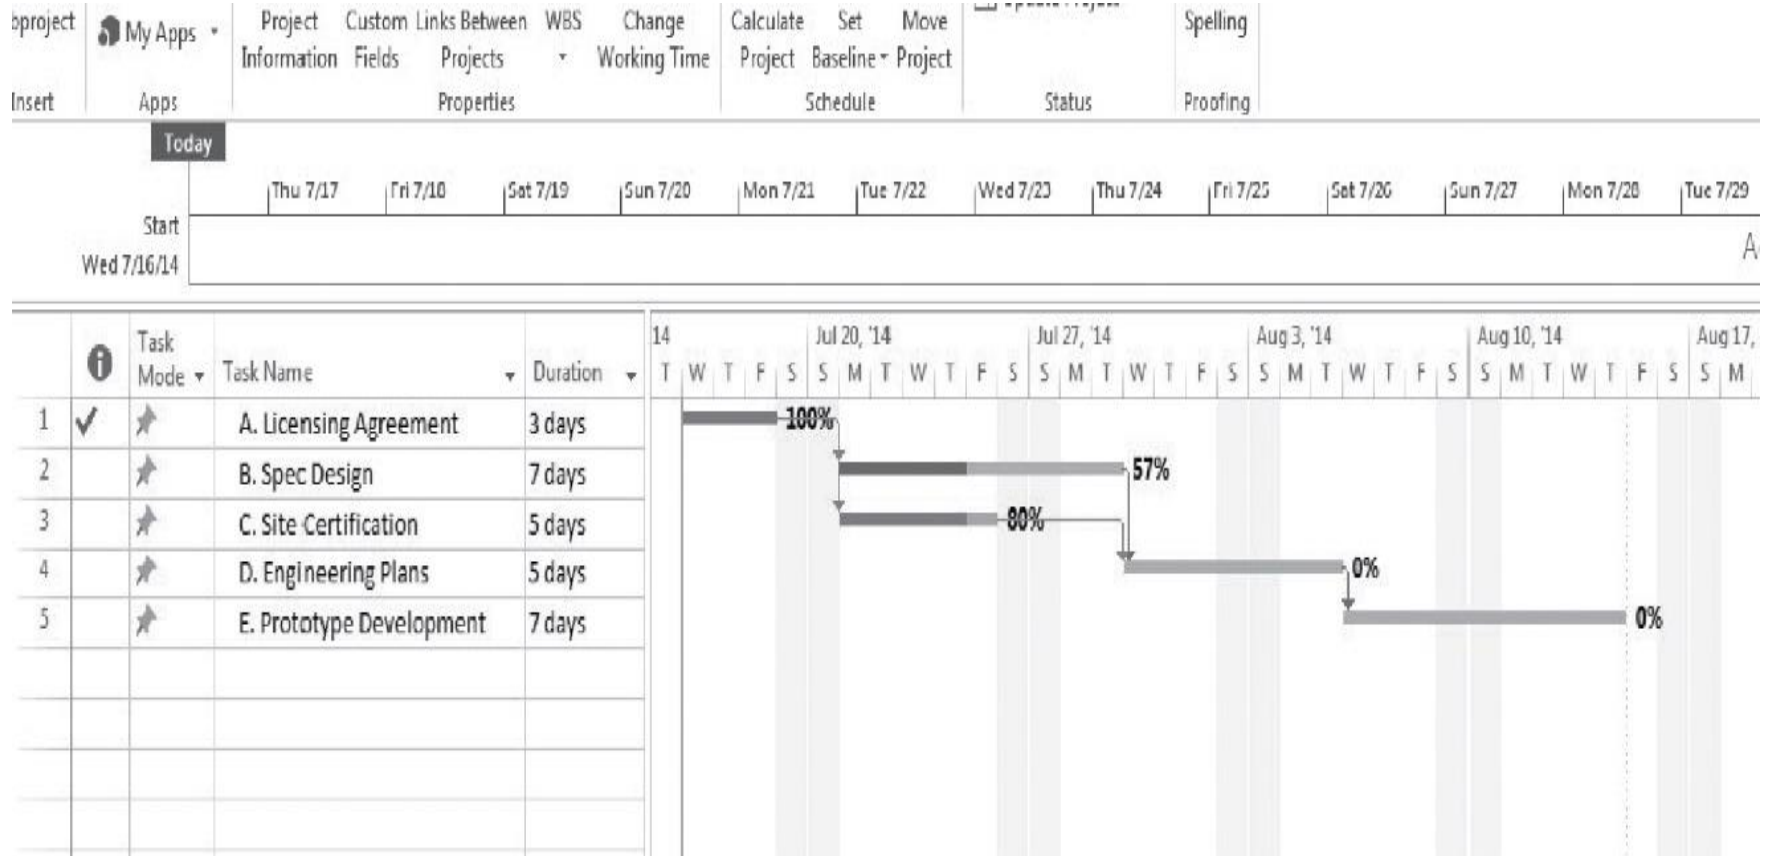 project
My Apps
Project Information
Custom Fields
Links Between Projects
WBS
Change Working Time
Calculate Project
Set Baseline
Move Project
Spelling
Insert
Apps
Properties
Schedule
Status
Proofing
Today
Thu 7/17 Fri 7/18 Sat 7/19 Sun 7/20 Mon 7/21 Tue 7/22 Wed 7/23 Thu 7/24 Fri 7/25 Sat 7/26 Sun 7/27 Mon 7/28 Tue 7/29
Start
Wed 7/16/14
Task Mode Task Name Duration
14 Jul 20, '14 Jul 27, '14 Aug 3, '14 Aug 10, '14 Aug 17,
T W T F S S M T W T F S S M T W T F S S M T W T F S S M T W T F S S M
1 A. Licensing Agreement 3 days 100%
2 B. Spec Design 7 days 57%
3 C. Site Certification 5 days 80%
4 D. Engineering Plans 5 days 0%
5 E. Prototype Development 7 days 0%